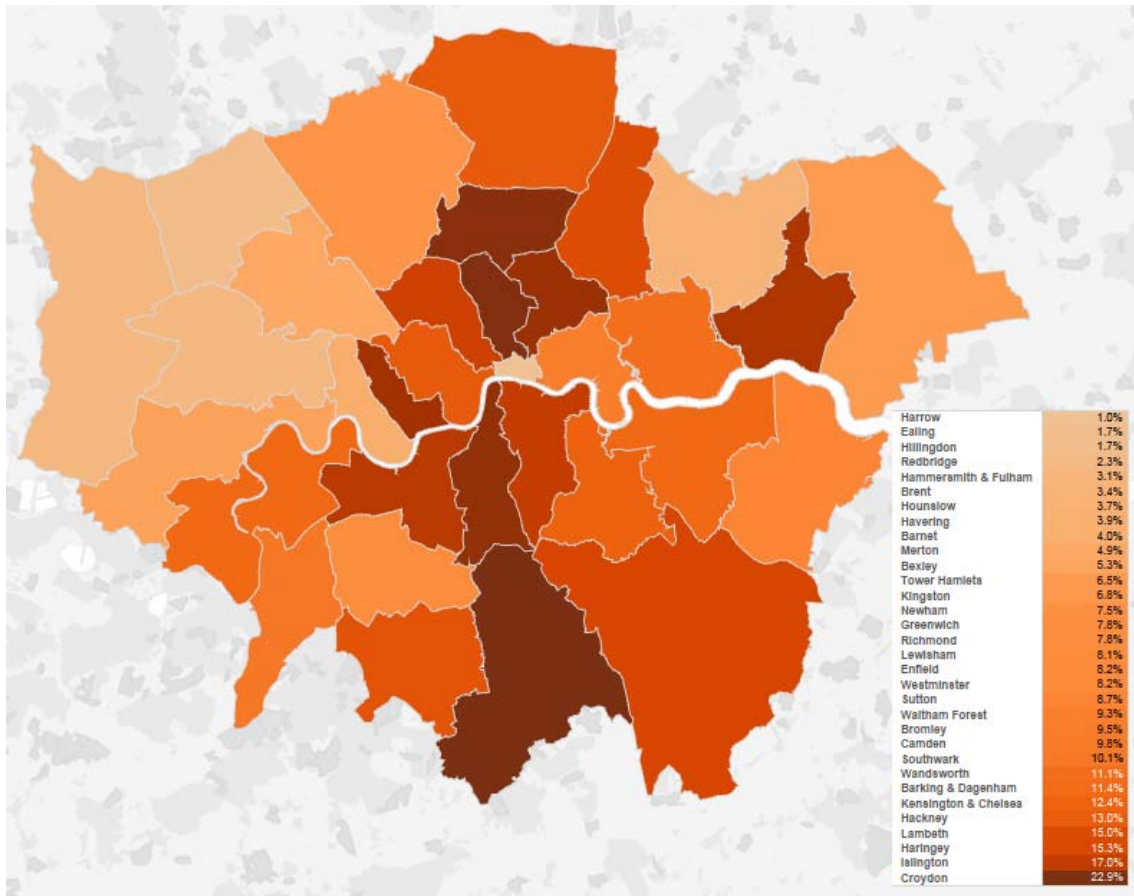 Harrow 1.0%
Ealing 1.7%
Hillingdon 1.7%
Redbridge 2.3%
Hammersmith & Fulham 3.1%
Brent 3.4%
Hounslow 3.7%
Havering 3.9%
Barnet 4.0%
Merton 4.9%
Bexley 5.3%
Tower Hamlets 6.5%
Kingston 6.8%
Newham 7.5%
Greenwich 7.8%
Richmond 7.8%
Lewisham 8.1%
Enfield 8.2%
Westminster 8.2%
Sutton 8.7%
Waltham Forest 9.3%
Bromley 9.5%
Camden 9.8%
Southwark 10.1%
Wandsworth 11.1%
Barking & Dagenham 11.4%
Kensington & Chelsea 12.4%
Hackney 13.0%
Lambeth 15.0%
Haringey 15.3%
Islington 17.0%
Croydon 22.9%